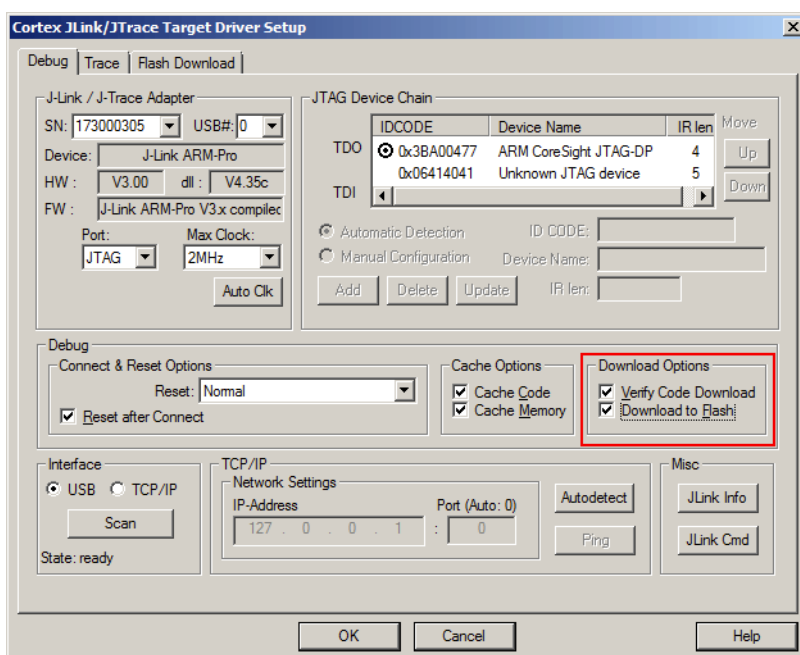 Cortex JLink/JTrace Target Driver Setup
Debug Trace Flash Download
J-Link / J-Trace Adapter
SN: 173000305 USB#: 0
Device: J-Link ARM-Pro
HW : V3.00 dll : V4.35c
FW : J-Link ARM-Pro V3.x compiled
Port: Max Clock:
JTAG 2MHz
Auto Clk
JTAG Device Chain
IDCODE Device Name IR len Move
TDO 0x3BA00477 ARM CoreSight JTAG-DP 4 Up
0x06414041 Unknown JTAG device 5
TDI Down
Automatic Detection ID CODE:
Manual Configuration Device Name:
Add Delete Update IR len:
Debug
Connect & Reset Options
Reset: Normal
Reset after Connect
Cache Options
Cache Code
Cache Memory
Download Options
Verify Code Download
Download to Flash
Interface
USB TCP/IP
Scan
State: ready
TCP/IP
Network Settings
IP-Address Port (Auto: 0)
127 . 0 . 0 . 1 : 0
Autodetect
Ping
Misc
JLink Info
JLink Cmd
OK Cancel Help